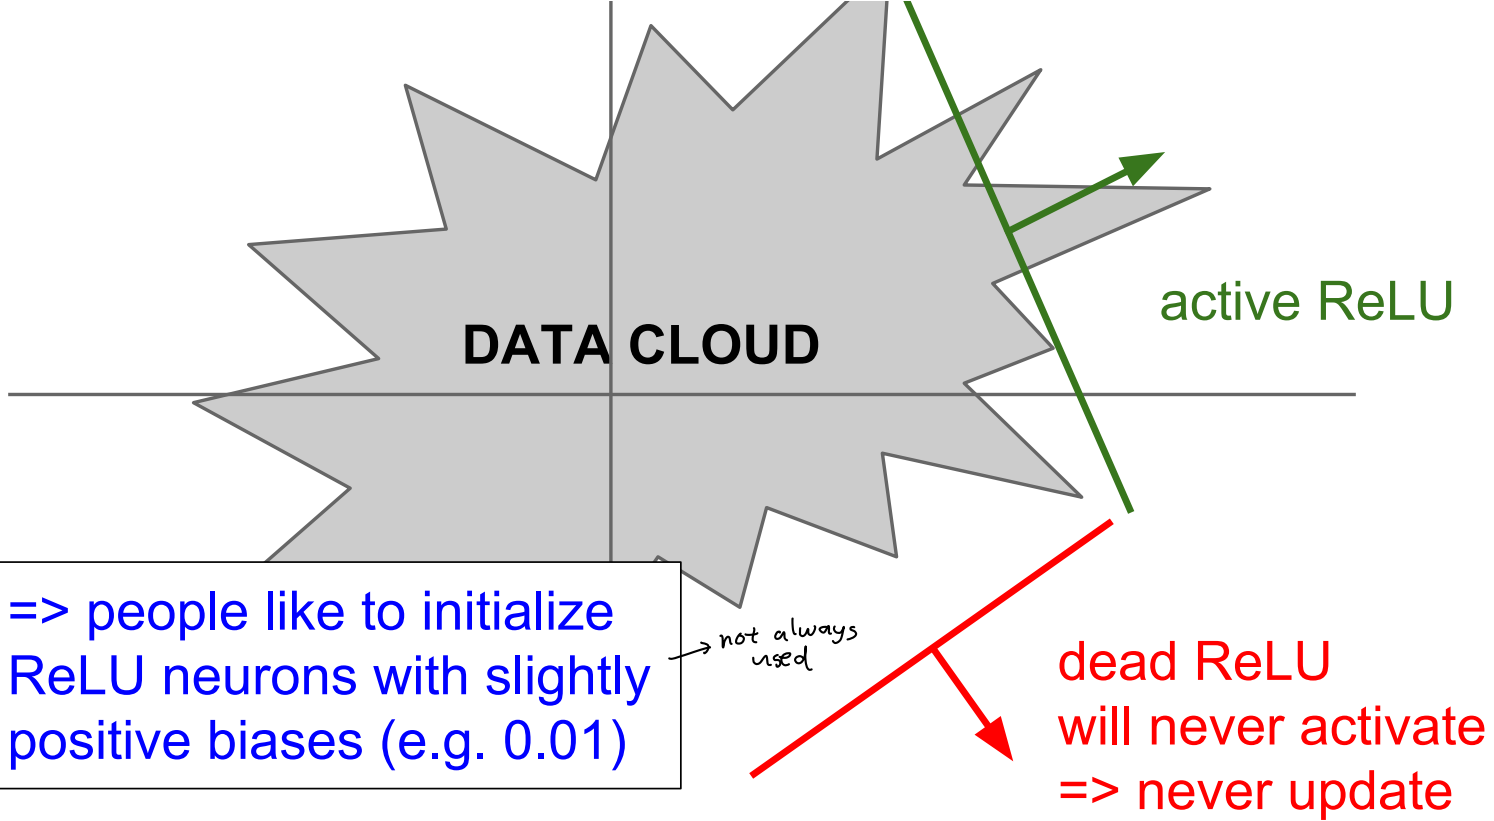 active ReLU
DATA CLOUD
=> people like to initialize
ReLU neurons with slightly
positive biases (e.g. 0.01)
not always
used
dead ReLU
will never activate
=> never update